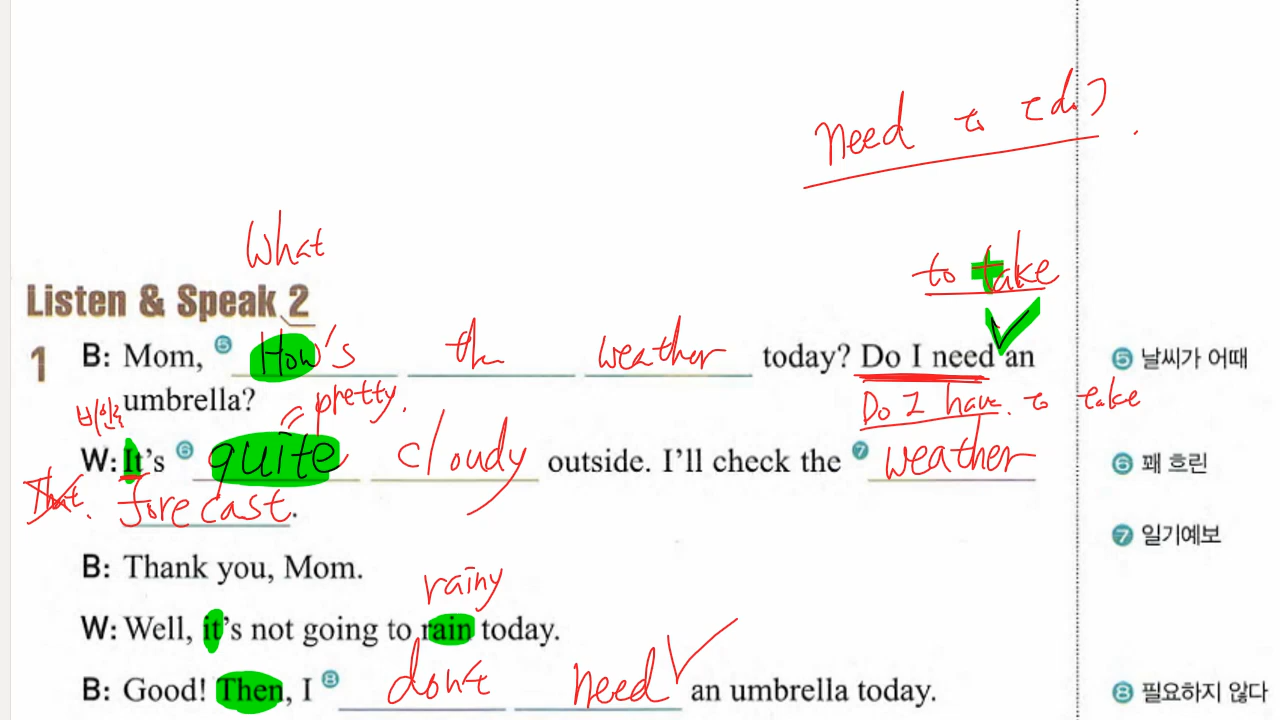 need to
What
to take
Listen & Speak 2
1 B: Mom, ⑤ How's the weather today? Do I need an ⑤ 날씨가 어때
umbrella? pretty. Do I have to take
비인칭
W: It's ⑥ quite cloudy outside. I'll check the ⑦ weather ⑥ 꽤 흐린
That. forecast.
⑦ 일기예보
B: Thank you, Mom.
rainy
W: Well, it's not going to rain today.
B: Good! Then, I ⑧ don't need an umbrella today. ⑧ 필요하지 않다